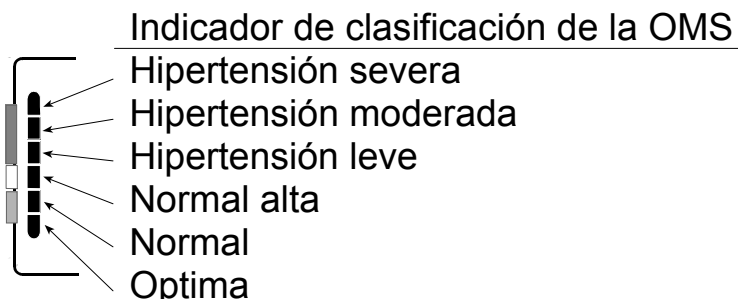 Indicador de clasificación de la OMS
Hipertensión severa
Hipertensión moderada
Hipertensión leve
Normal alta
Normal
Optima